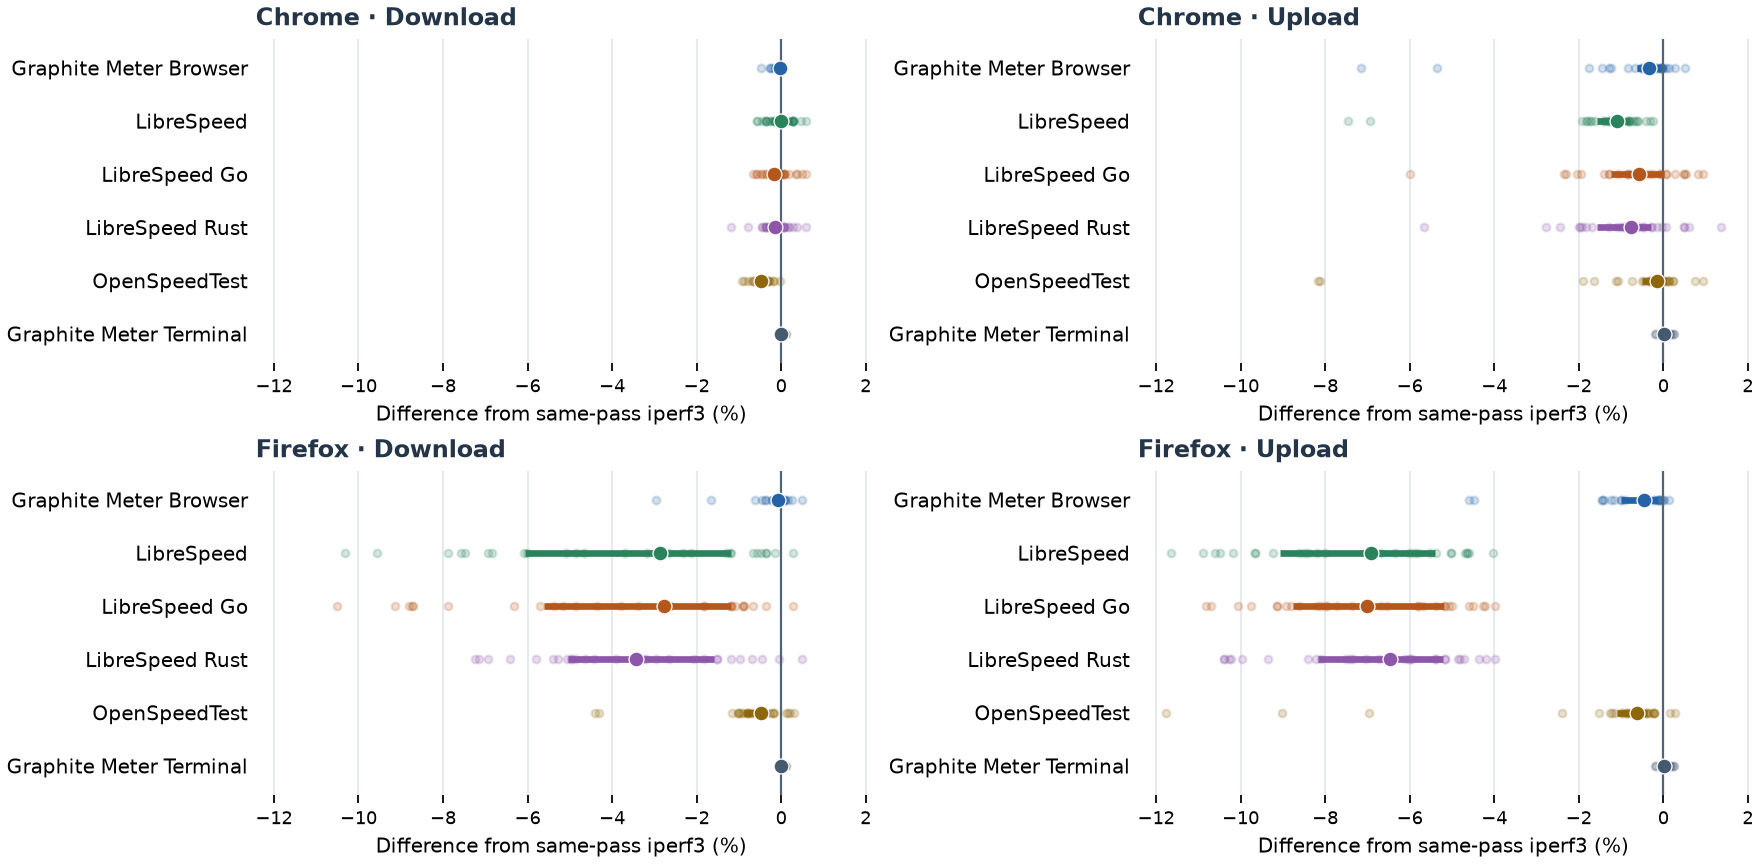 Chrome · Download
Graphite Meter Browser
LibreSpeed
LibreSpeed Go
LibreSpeed Rust
OpenSpeedTest
Graphite Meter Terminal
−12 −10 −8 −6 −4 −2 0 2
Difference from same-pass iperf3 (%)
Chrome · Upload
Graphite Meter Browser
LibreSpeed
LibreSpeed Go
LibreSpeed Rust
OpenSpeedTest
Graphite Meter Terminal
−12 −10 −8 −6 −4 −2 0 2
Difference from same-pass iperf3 (%)
Firefox · Download
Graphite Meter Browser
LibreSpeed
LibreSpeed Go
LibreSpeed Rust
OpenSpeedTest
Graphite Meter Terminal
−12 −10 −8 −6 −4 −2 0 2
Difference from same-pass iperf3 (%)
Firefox · Upload
Graphite Meter Browser
LibreSpeed
LibreSpeed Go
LibreSpeed Rust
OpenSpeedTest
Graphite Meter Terminal
−12 −10 −8 −6 −4 −2 0 2
Difference from same-pass iperf3 (%)